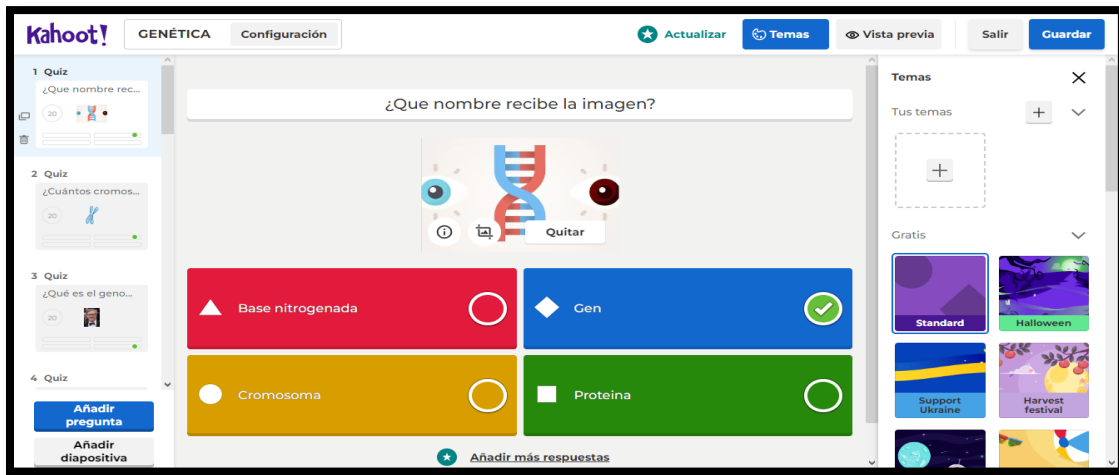 Kahoot!
GENÉTICA
Configuración
Actualizar
Temas
Vista previa
Salir
Guardar
1 Quiz
¿Que nombre rec...
20
2 Quiz
¿Cuántos cromos...
20
3 Quiz
¿Qué es el geno...
20
4 Quiz
Añadir
pregunta
Añadir
diapositiva
¿Que nombre recibe la imagen?
Quitar
Base nitrogenada
Gen
Cromosoma
Proteina
Añadir más respuestas
Temas
Tus temas
Gratis
Standard
Halloween
Support
Ukraine
Harvest
festival